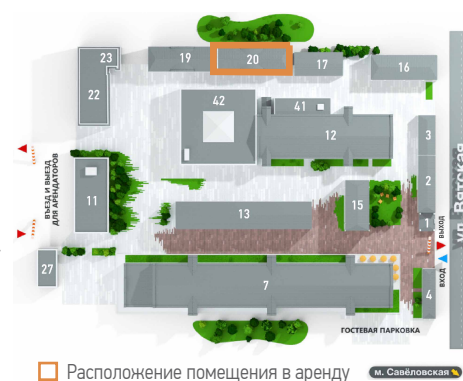 23
19
20
17
16
22
42
41
12
3
2
ул. Вятская
ВЪЕЗД И ВЫЕЗД
ДЛЯ АРЕНДАТОРОВ
11
13
15
1
ВЫХОД
ВХОД
27
7
4
ГОСТЕВАЯ ПАРКОВКА
Расположение помещения в аренду
м. Савёловская